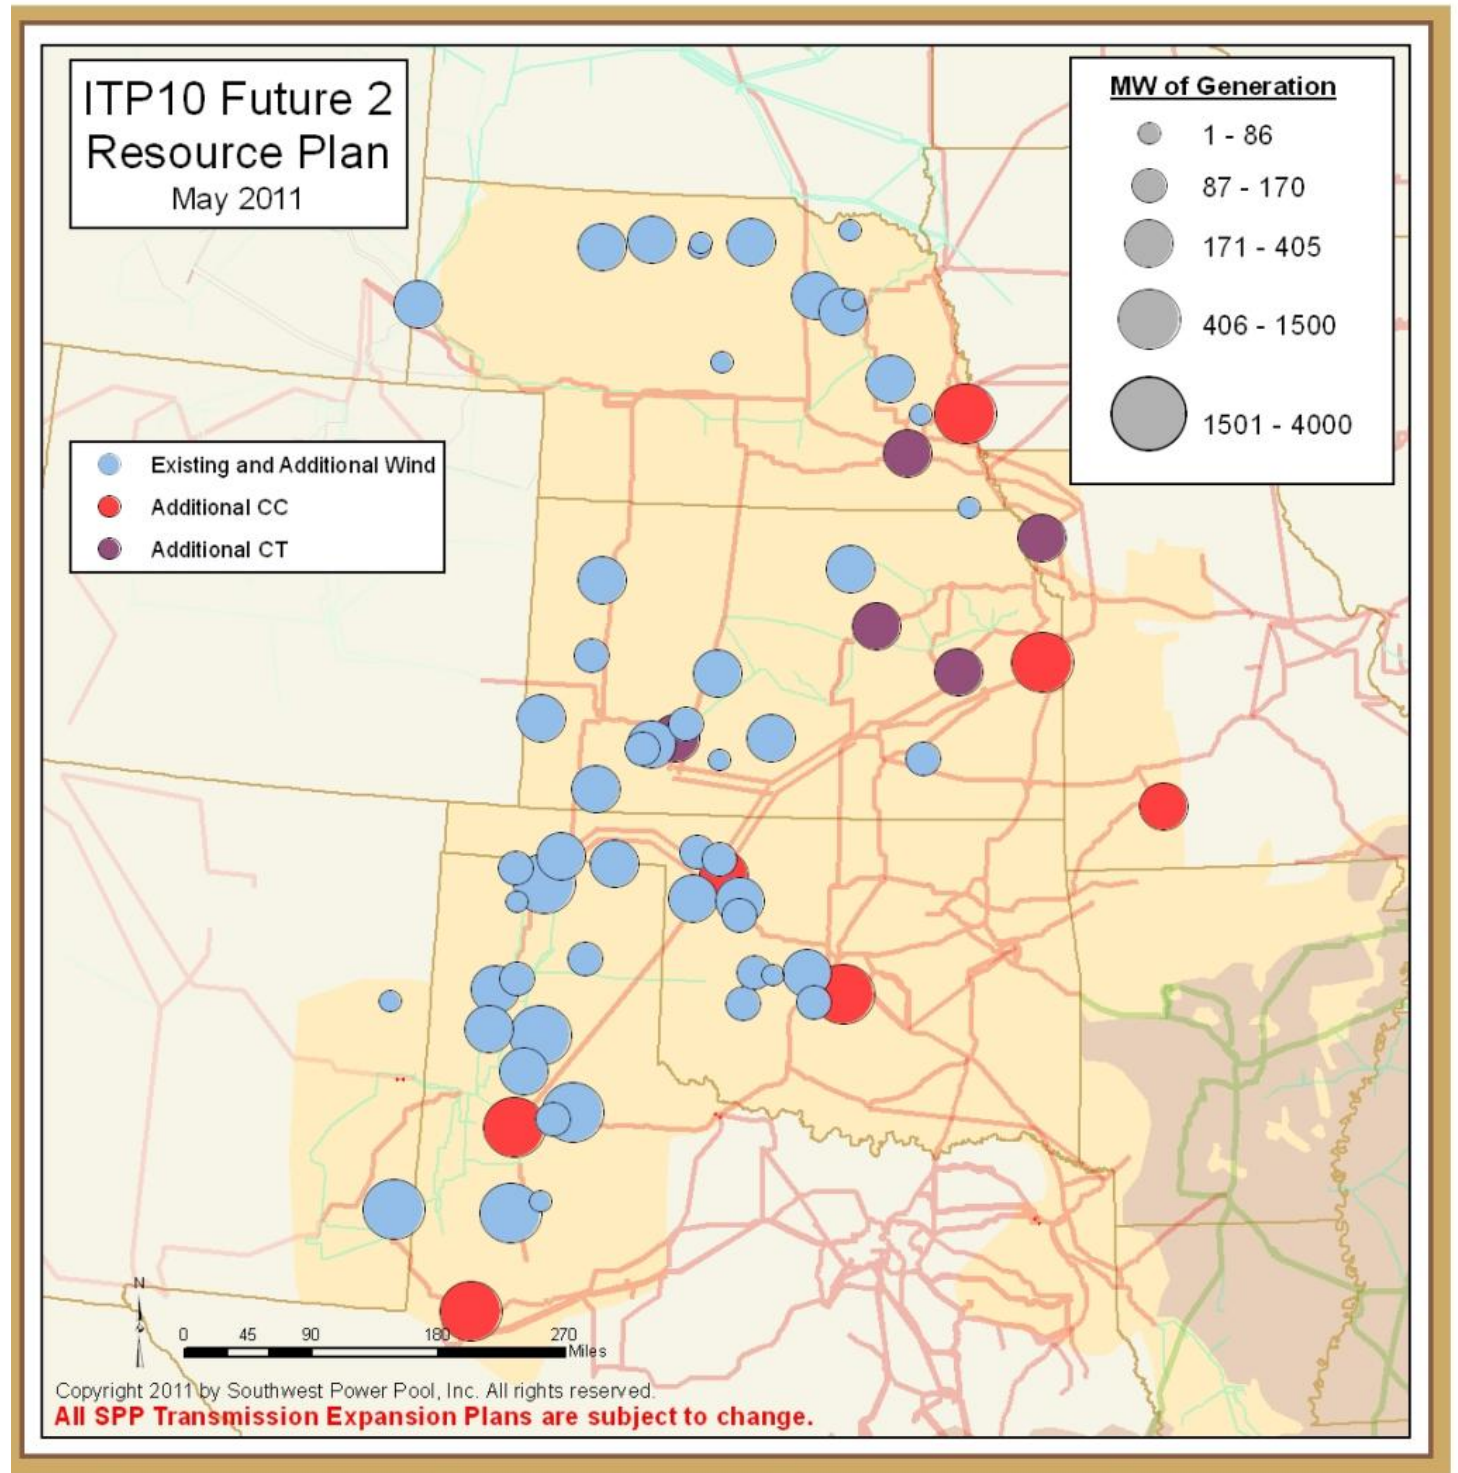 ITP10 Future 2
Resource Plan
May 2011
MW of Generation
1 - 86
87 - 170
171 - 405
406 - 1500
1501 - 4000
Existing and Additional Wind
Additional CC
Additional CT
N
0 45 90 180 270
Miles
Copyright 2011 by Southwest Power Pool, Inc. All rights reserved.
All SPP Transmission Expansion Plans are subject to change.